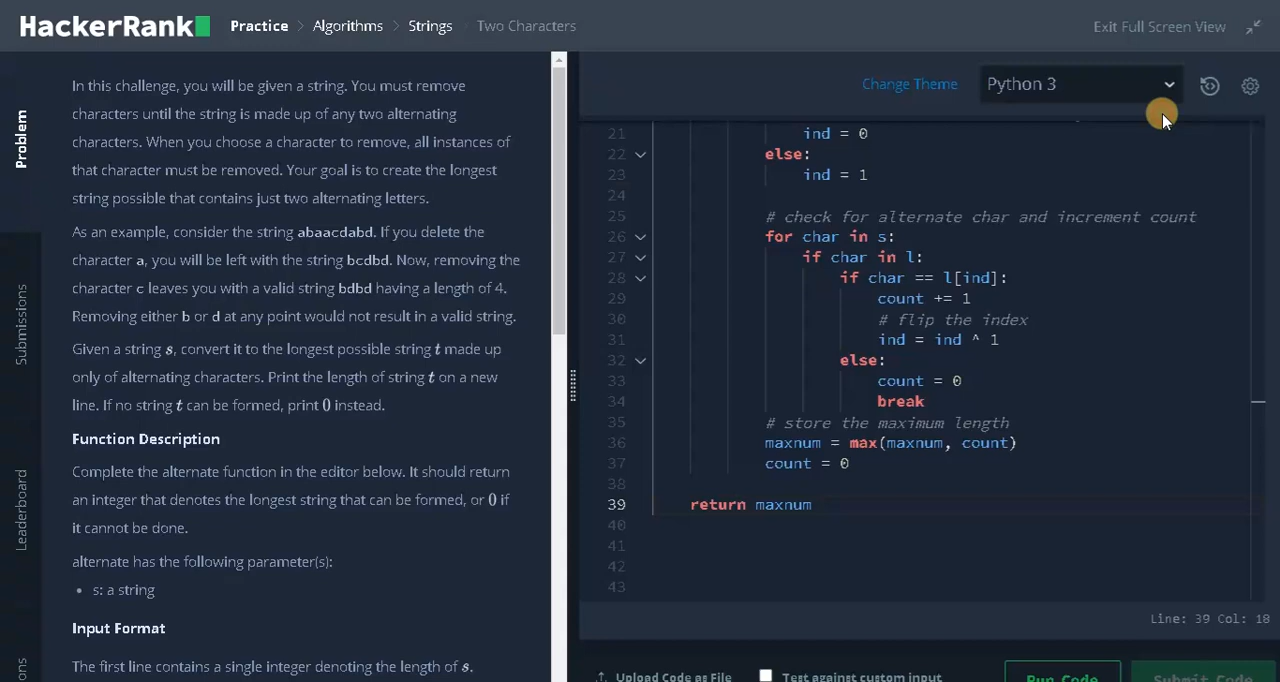 HackerRank
Practice > Algorithms > Strings > Two Characters
Exit Full Screen View
Problem
Submissions
Leaderboard
In this challenge, you will be given a string. You must remove
characters until the string is made up of any two alternating
characters. When you choose a character to remove, all instances of
that character must be removed. Your goal is to create the longest
string possible that contains just two alternating letters.
As an example, consider the string abaacdabd. If you delete the
character a, you will be left with the string bcdbd. Now, removing the
character c leaves you with a valid string bdbd having a length of 4.
Removing either b or d at any point would not result in a valid string.
Given a string s, convert it to the longest possible string t made up
only of alternating characters. Print the length of string t on a new
line. If no string t can be formed, print 0 instead.
Function Description
Complete the alternate function in the editor below. It should return
an integer that denotes the longest string that can be formed, or 0 if
it cannot be done.
alternate has the following parameter(s):
• s: a string
Input Format
The first line contains a single integer denoting the length of s.
Change Theme
Python 3
21 ind = 0
22 else:
23 ind = 1
24
25 # check for alternate char and increment count
26 for char in s:
27 if char in l:
28 if char == l[ind]:
29 count += 1
30 # flip the index
31 ind = ind ^ 1
32 else:
33 count = 0
34 break
35 # store the maximum length
36 maxnum = max(maxnum, count)
37 count = 0
38
39 return maxnum
40
41
42
43
Line: 39 Col: 18
Upload Code as File
Test against custom input
Run Code
Submit Code